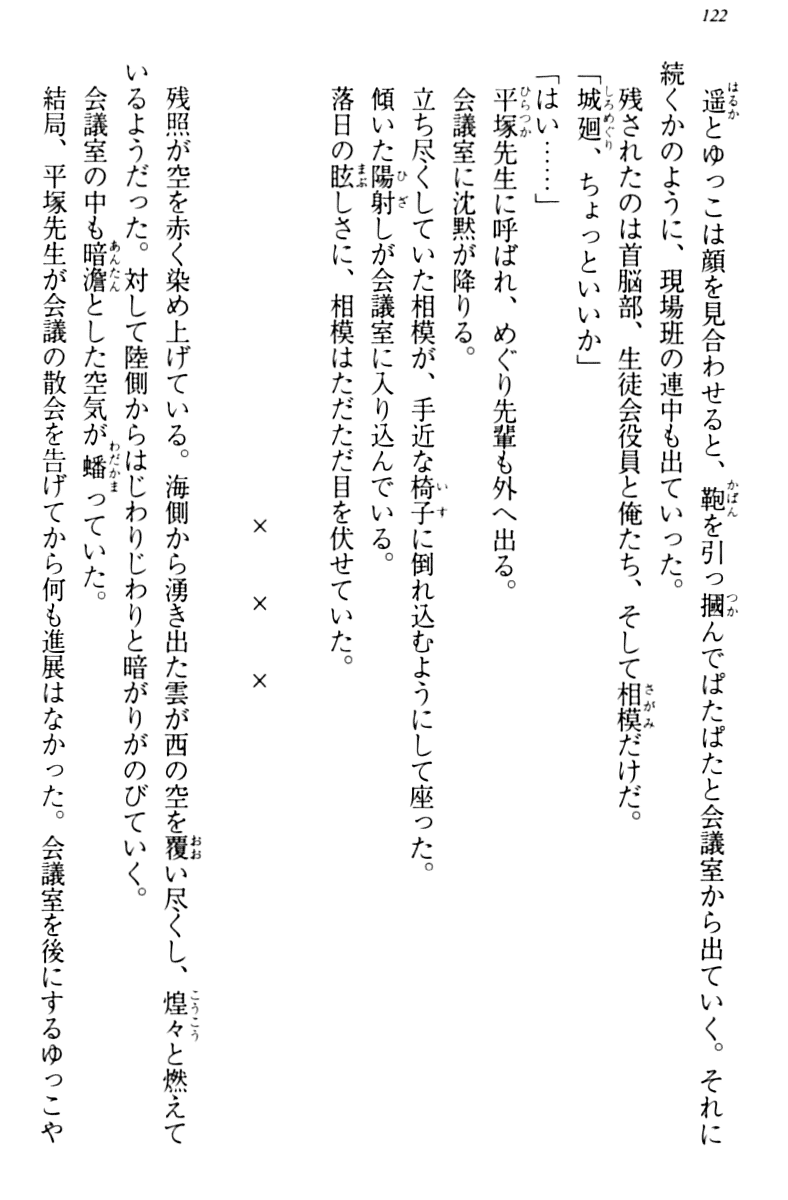 122
遥とゆっこは顔を見合わせると、鞄を引っ摑んでぱたぱたと会議室から出ていく。それに
続くかのように、現場班の連中も出ていった。
残されたのは首脳部、生徒会役員と俺たち、そして相模だけだ。
「城廻、ちょっといいか」
「はい……」
平塚先生に呼ばれ、めぐり先輩も外へ出る。
会議室に沈黙が降りる。
立ち尽くしていた相模が、手近な椅子に倒れ込むようにして座った。
傾いた陽射しが会議室に入り込んでいる。
落日の眩しさに、相模はただただ目を伏せていた。
× × ×
残照が空を赤く染め上げている。海側から湧き出た雲が西の空を覆い尽くし、煌々と燃えて
いるようだった。対して陸側からはじわりじわりと暗がりがのびていく。
会議室の中も暗澹とした空気が蟠っていた。
結局、平塚先生が会議の散会を告げてから何も進展はなかった。会議室を後にするゆっこや